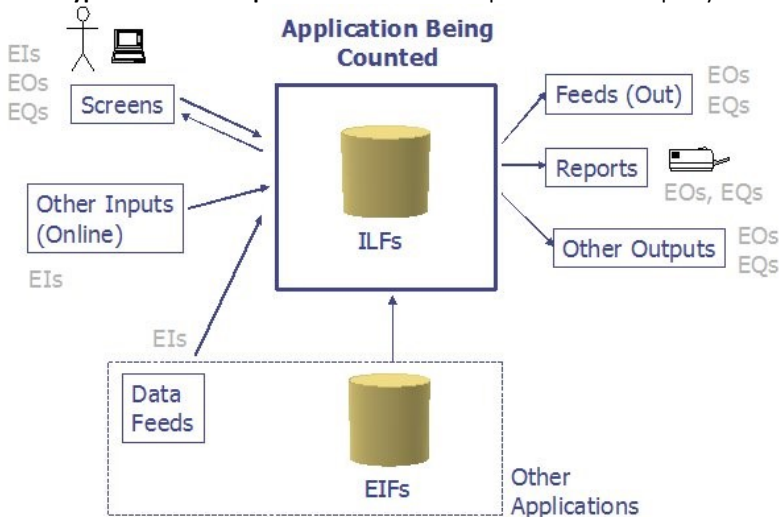 Application Being
Counted
EIs
EOs
EQs
Screens
Other Inputs
(Online)
EIs
ILFs
Feeds (Out)
EOs
EQs
Reports
EOs, EQs
Other Outputs
EOs
EQs
EIs
Data
Feeds
EIFs
Other
Applications